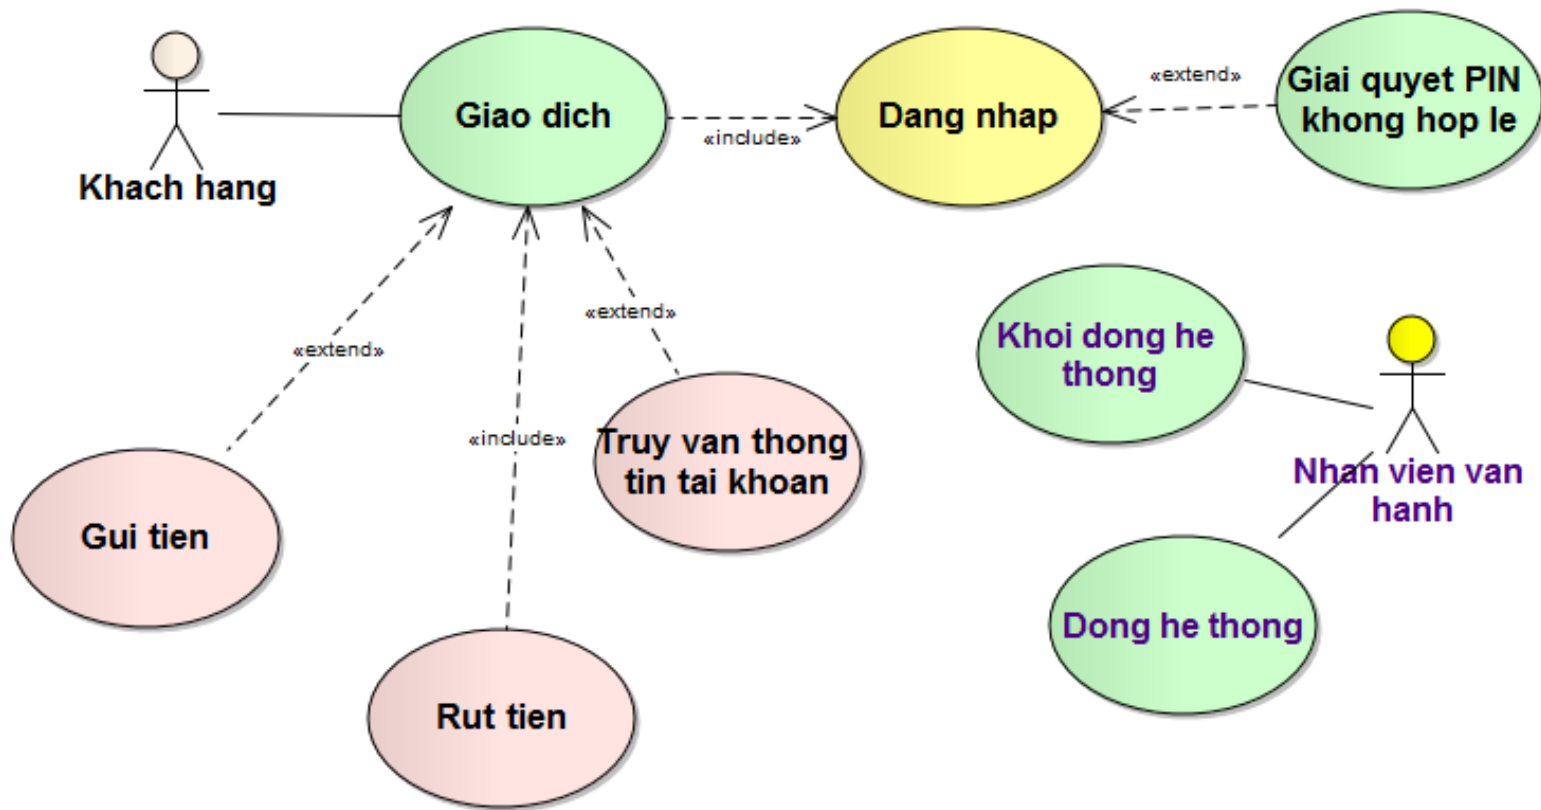 Giao dich
Dang nhap
Giai quyet PIN
khong hop le
«extend»
«include»
Khach hang
«extend»
«extend»
«include»
Khoi dong he
thong
Truy van thong
tin tai khoan
Nhan vien van
hanh
Gui tien
Dong he thong
Rut tien